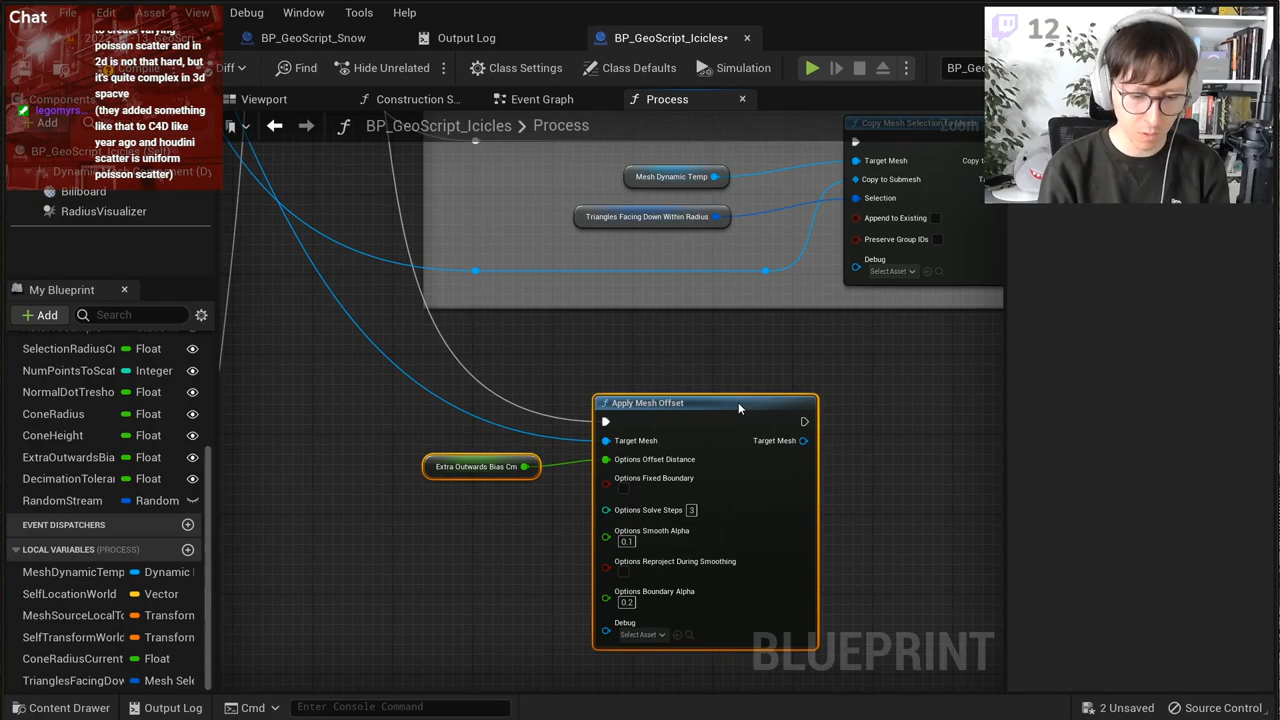 File Edit Asset View Debug Window Tools Help
Chat
to create varying
poisson scatter and in
2d is not that hard, but
it's quite complex in 3d
spacve
legomyrs...
(they added something
like that to C4D like
year ago and houdini
scatter is uniform
poisson scatter)
12
Output Log
BP_GeoScript_Icicles*
Diff
Class Settings
Class Defaults
Simulation
Components
Viewport
Construction S...
Event Graph
Process
Add
BP_GeoScript_Icicles > Process
Billboard
RadiusVisualizer
My Blueprint
Add
Search
SelectionRadiusCr Float
NumPointsToScat Integer
NormalDotTresho Float
ConeRadius Float
ConeHeight Float
ExtraOutwardsBia Float
DecimationTolera Float
RandomStream Random
EVENT DISPATCHERS
LOCAL VARIABLES (PROCESS)
MeshDynamicTemp Dynamic
SelfLocationWorld Vector
MeshSourceLocalTo Transform
SelfTransformWorld Transform
ConeRadiusCurrent Float
TrianglesFacingDow Mesh Sele
Copy Mesh Selection to Mesh
Mesh Dynamic Temp
Triangles Facing Down Within Radius
Target Mesh
Copy to Submesh
Selection
Append to Existing
Preserve Group IDs
Debug
Select Asset
Apply Mesh Offset
Target Mesh Target Mesh
Extra Outwards Bias Cm
Options Offset Distance
Options Fixed Boundary
Options Solve Steps 3
Options Smooth Alpha
0.1
Options Reproject During Smoothing
Options Boundary Alpha
0.2
Debug
Select Asset
BLUEPRINT
Content Drawer Output Log Cmd Enter Console Command 2 Unsaved Source Control